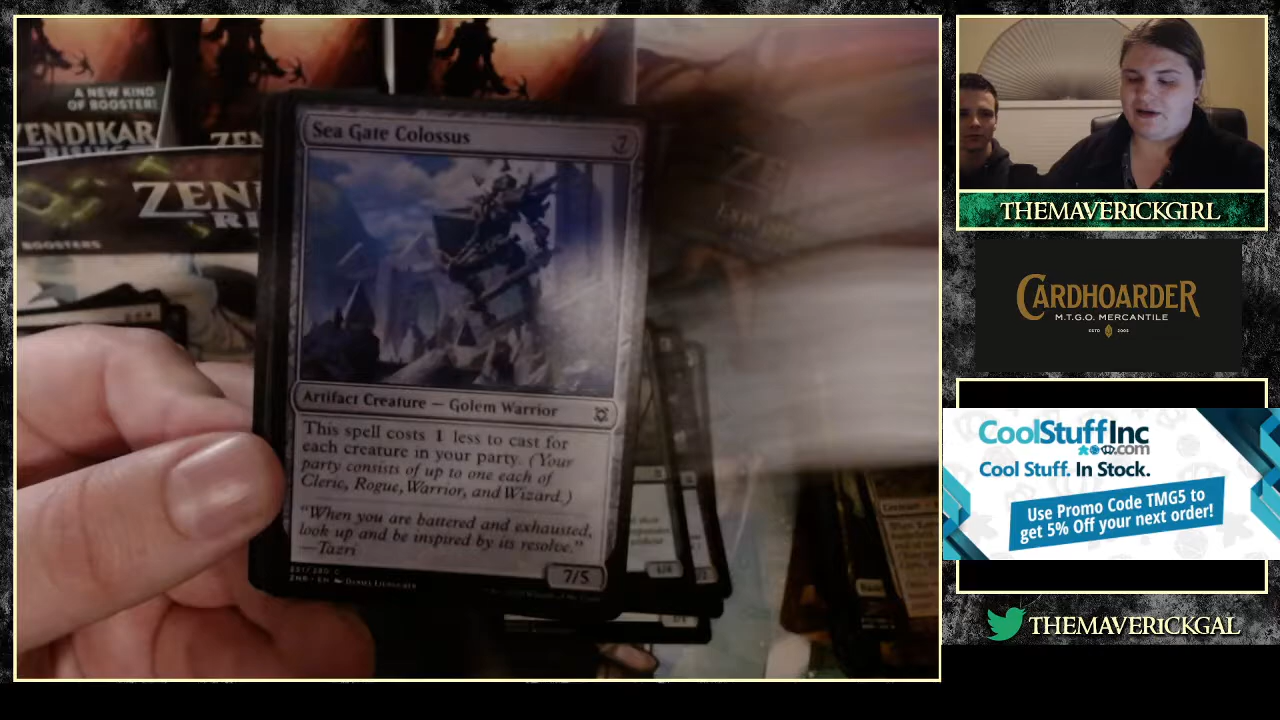 A NEW KIND
OF BOOSTER!
ZENDIKAR
RISING
ZEN
ZENI
RI
BOOSTERS
Sea Gate Colossus
7
Artifact Creature — Golem Warrior
This spell costs 1 less to cast for
each creature in your party. (Your
party consists of up to one each of
Cleric, Rogue, Warrior, and Wizard.)
"When you are battered and exhausted,
look up and be inspired by its resolve."
—Tazri
7/5
ZNR · EN
THEMAVERICKGIRL
CARDHOARDER
M.T.G.O. MERCANTILE
CoolStuffInc
.com
Cool Stuff. In Stock.
Use Promo Code TMG5 to
get 5% Off your next order!
THEMAVERICKGAL